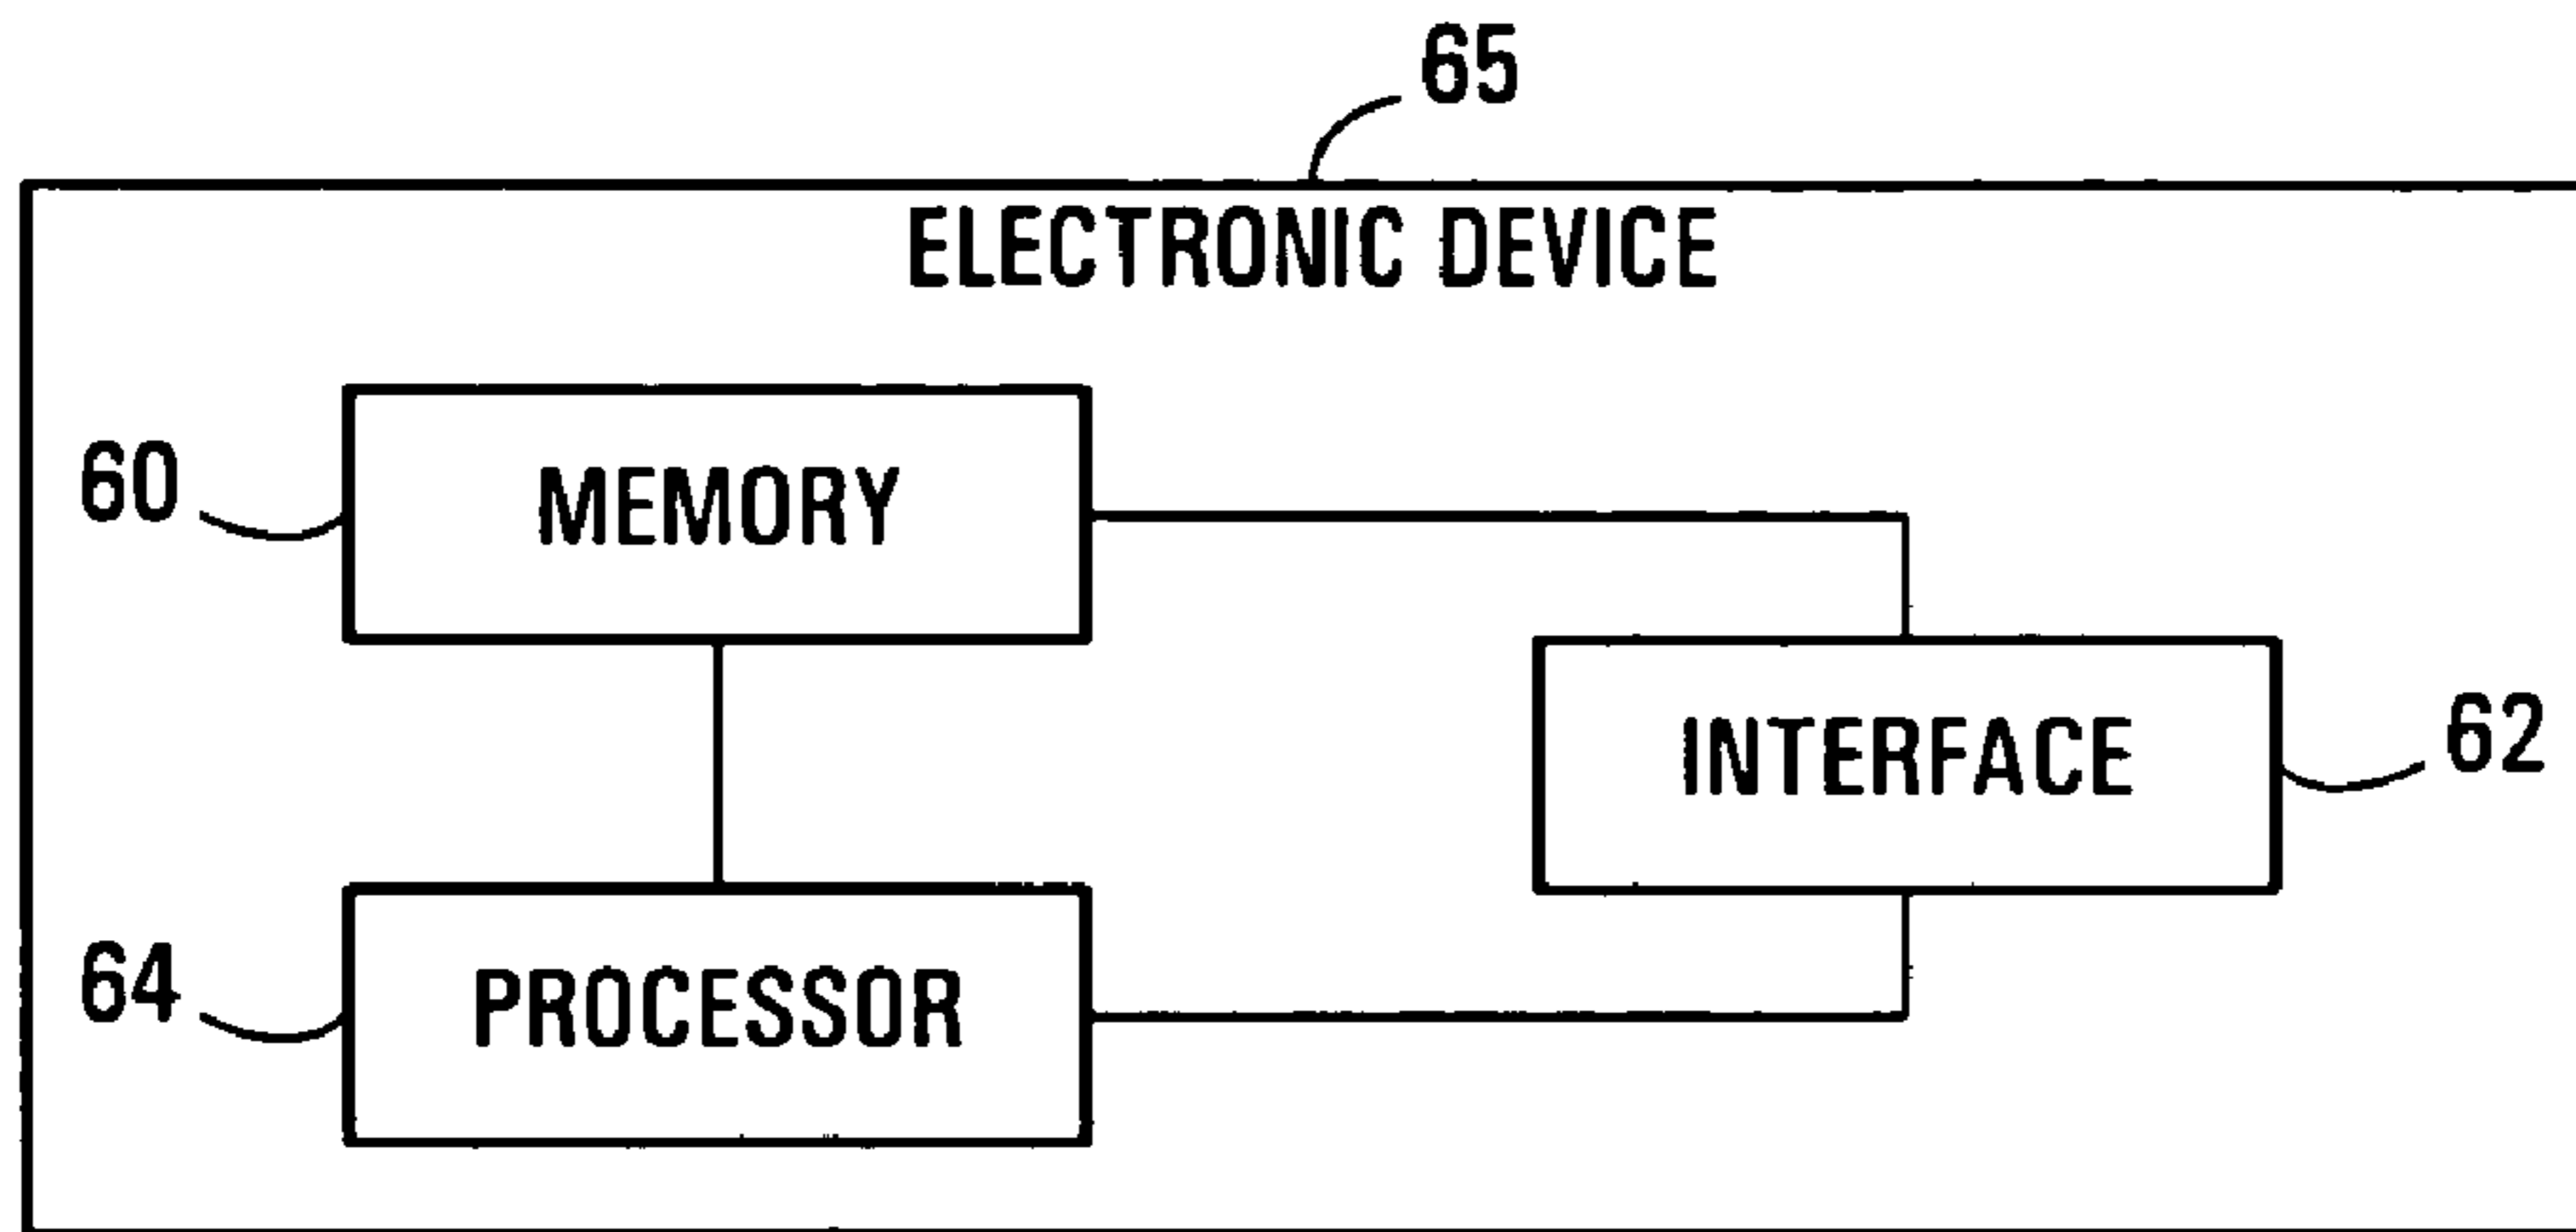 65
ELECTRONIC DEVICE
60
MEMORY
INTERFACE
62
64
PROCESSOR